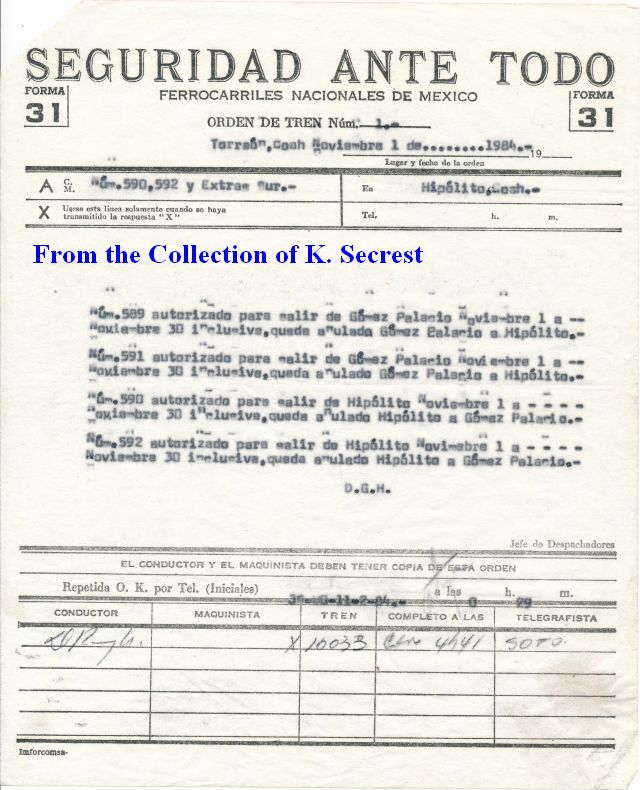 SEGURIDAD ANTE TODO
FORMA 31
FERROCARRILES NACIONALES DE MEXICO
FORMA 31
ORDEN DE TREN Núm. 1.-
Torreón,Coah Noviembre 1 de........1984.- 19
Lugar y fecha de la orden
A C. M. Núm.590,592 y Extras Sur.- En Hipólito,Coah.-
X Usese esta línea solamente cuando se haya transmitido la respuesta "X" Tel. h. m.
From the Collection of K. Secrest
Núm.589 autorizado para salir de Gómez Palacio Noviembre 1 a --
Noviembre 30 inclusive,queda anulado Gómez Palacio a Hipólito.-
Núm.591 autorizado para salir de Gómez Palacio Noviembre 1 a --
Noviembre 30 inclusive,queda anulado Gómez Palacio a Hipólito.-
Núm.590 autorizado para salir de Hipólito Noviembre 1 a - - - -
Noviembre 30 inclusive,queda anulado Hipólito a Gómez Palacio.-
Núm.592 autorizado para salir de Hipólito Noviembre 1 a - - - -
Noviembre 30 inclusive,queda anulado Hipólito a Gómez Palacio.-
D.G.H.
Jefe de Despachadores
EL CONDUCTOR Y EL MAQUINISTA DEBEN TENER COPIA DE ESTA ORDEN
Repetida O. K. por Tel. (Iniciales) 11-2-84.- a las 0 h. 29 m.
CONDUCTOR MAQUINISTA TREN COMPLETO A LAS TELEGRAFISTA
X 10033 4541 SOTO
Imforcomsa-